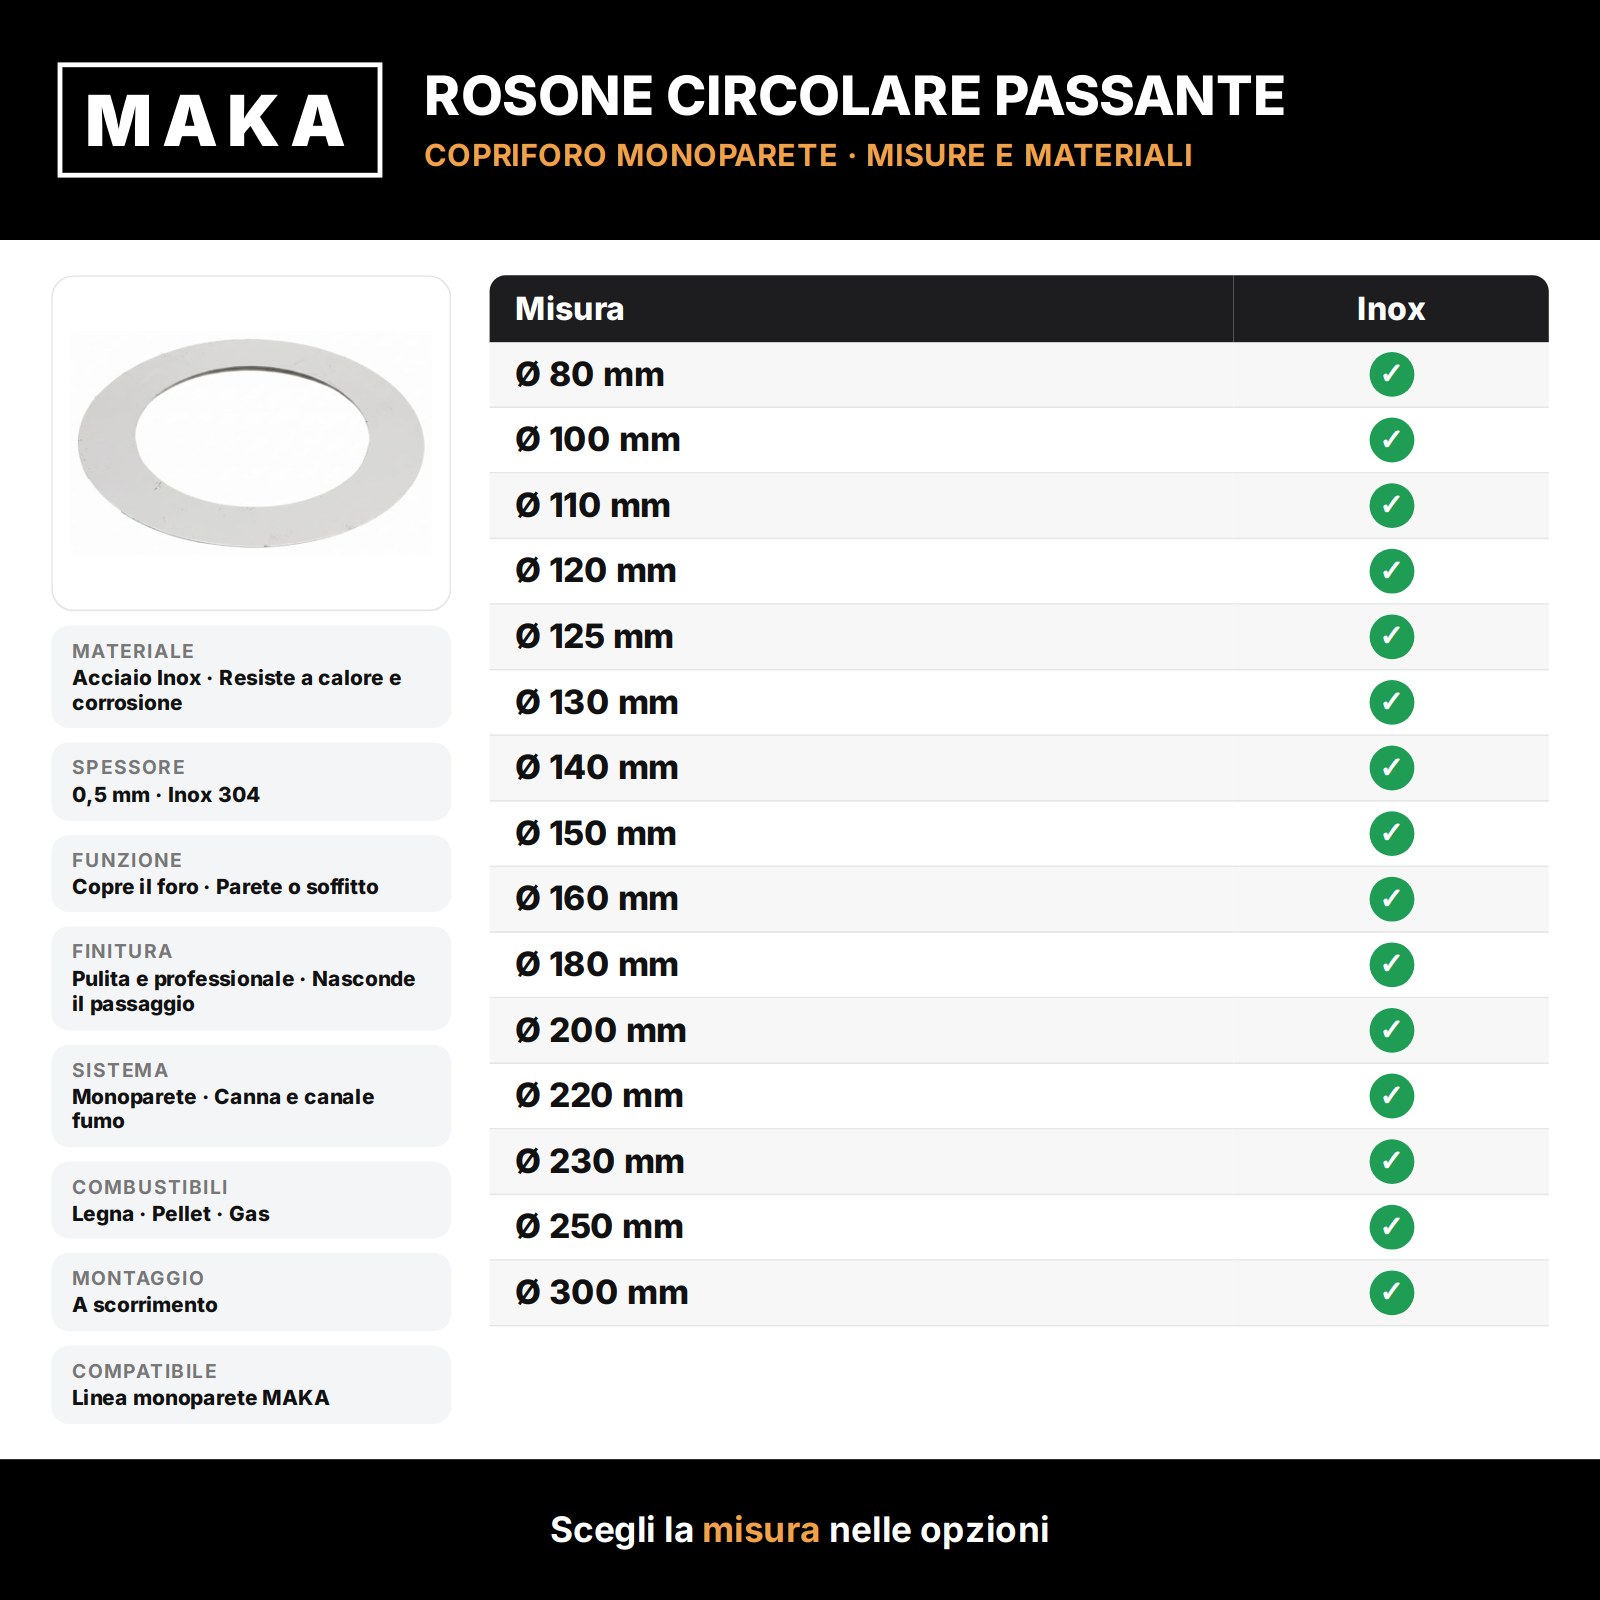 MAKA
ROSONE CIRCOLARE PASSANTE
COPRIFORO MONOPARETE · MISURE E MATERIALI
MATERIALE
Acciaio Inox · Resiste a calore e
corrosione
SPESSORE
0,5 mm · Inox 304
FUNZIONE
Copre il foro · Parete o soffitto
FINITURA
Pulita e professionale · Nasconde
il passaggio
SISTEMA
Monoparete · Canna e canale
fumo
COMBUSTIBILI
Legna · Pellet · Gas
MONTAGGIO
A scorrimento
COMPATIBILE
Linea monoparete MAKA
Misura Inox
Ø 80 mm ✓
Ø 100 mm ✓
Ø 110 mm ✓
Ø 120 mm ✓
Ø 125 mm ✓
Ø 130 mm ✓
Ø 140 mm ✓
Ø 150 mm ✓
Ø 160 mm ✓
Ø 180 mm ✓
Ø 200 mm ✓
Ø 220 mm ✓
Ø 230 mm ✓
Ø 250 mm ✓
Ø 300 mm ✓
Scegli la misura nelle opzioni